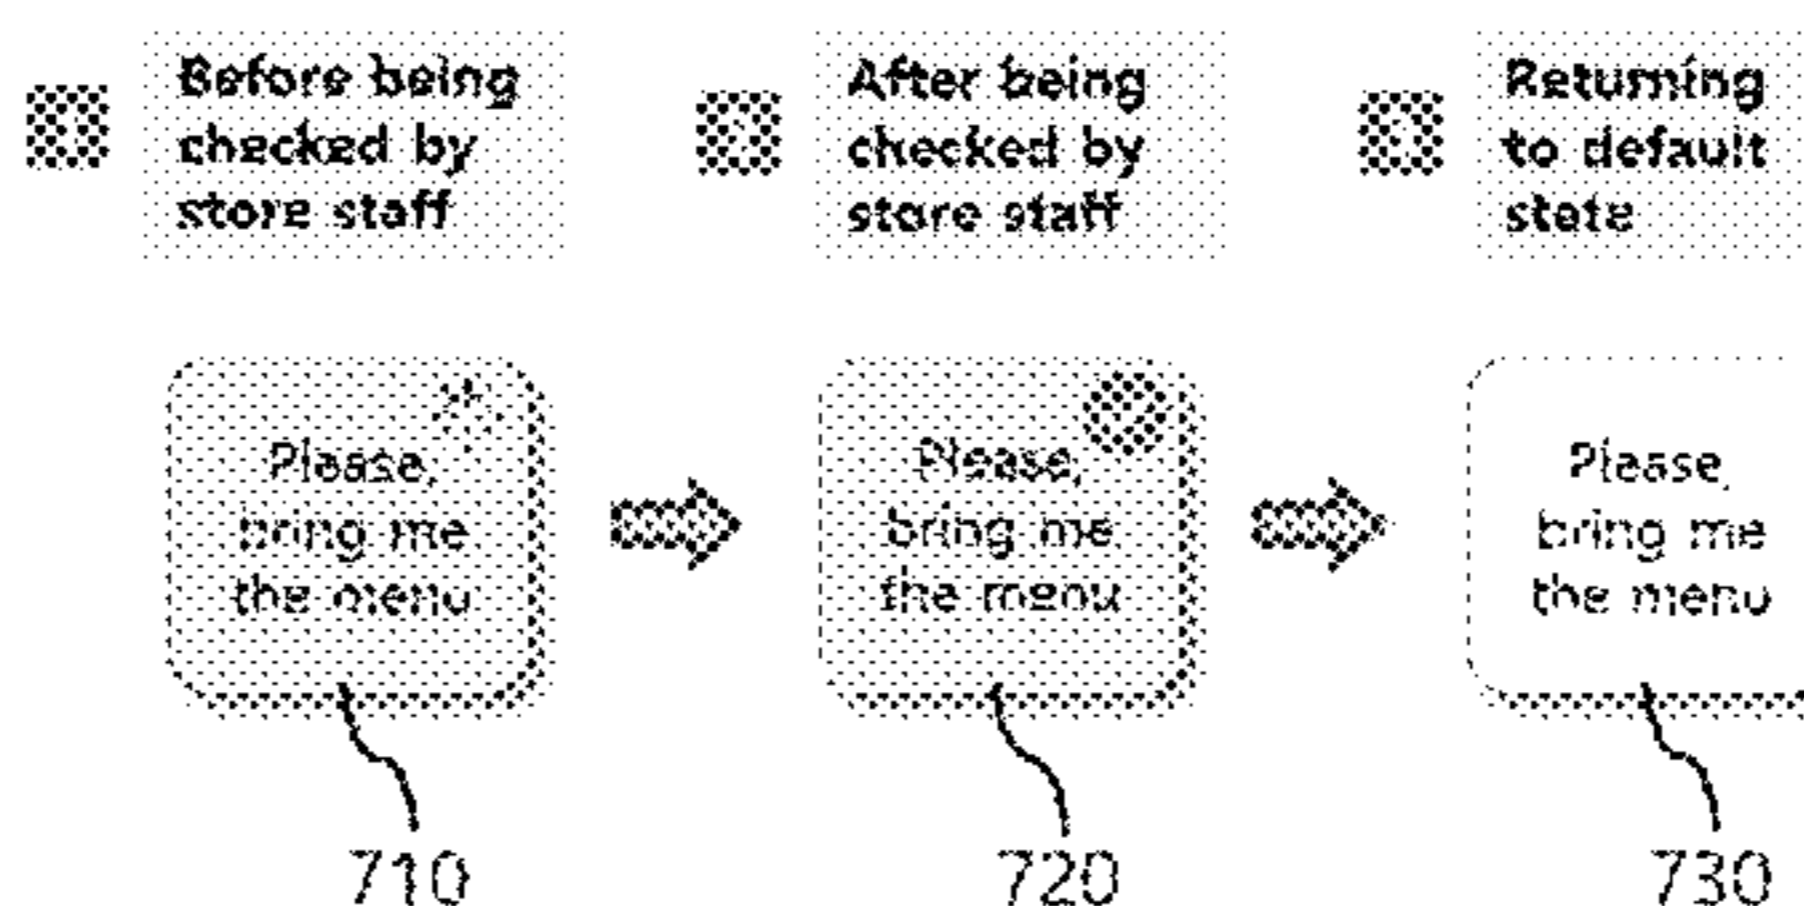 Before being
checked by
store staff
After being
checked by
store staff
Returning
to default
state
Please,
bring me
the menu
Please,
bring me
the menu
Please,
bring me
the menu
710
720
730